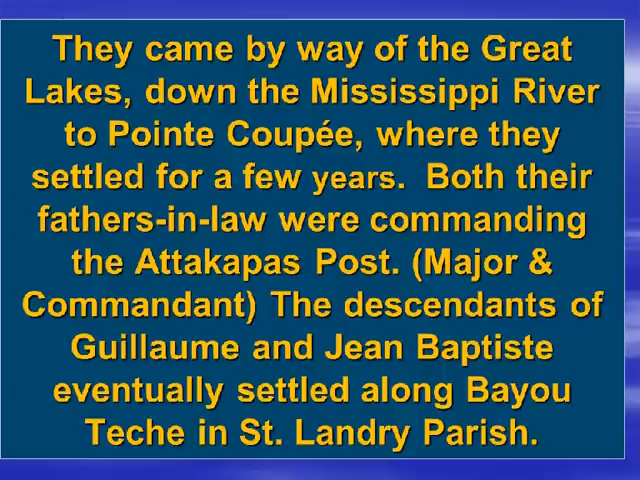 They came by way of the Great
Lakes, down the Mississippi River
to Pointe Coupée, where they
settled for a few years.  Both their
fathers-in-law were commanding
the Attakapas Post. (Major &
Commandant) The descendants of
Guillaume and Jean Baptiste
eventually settled along Bayou
Teche in St. Landry Parish.